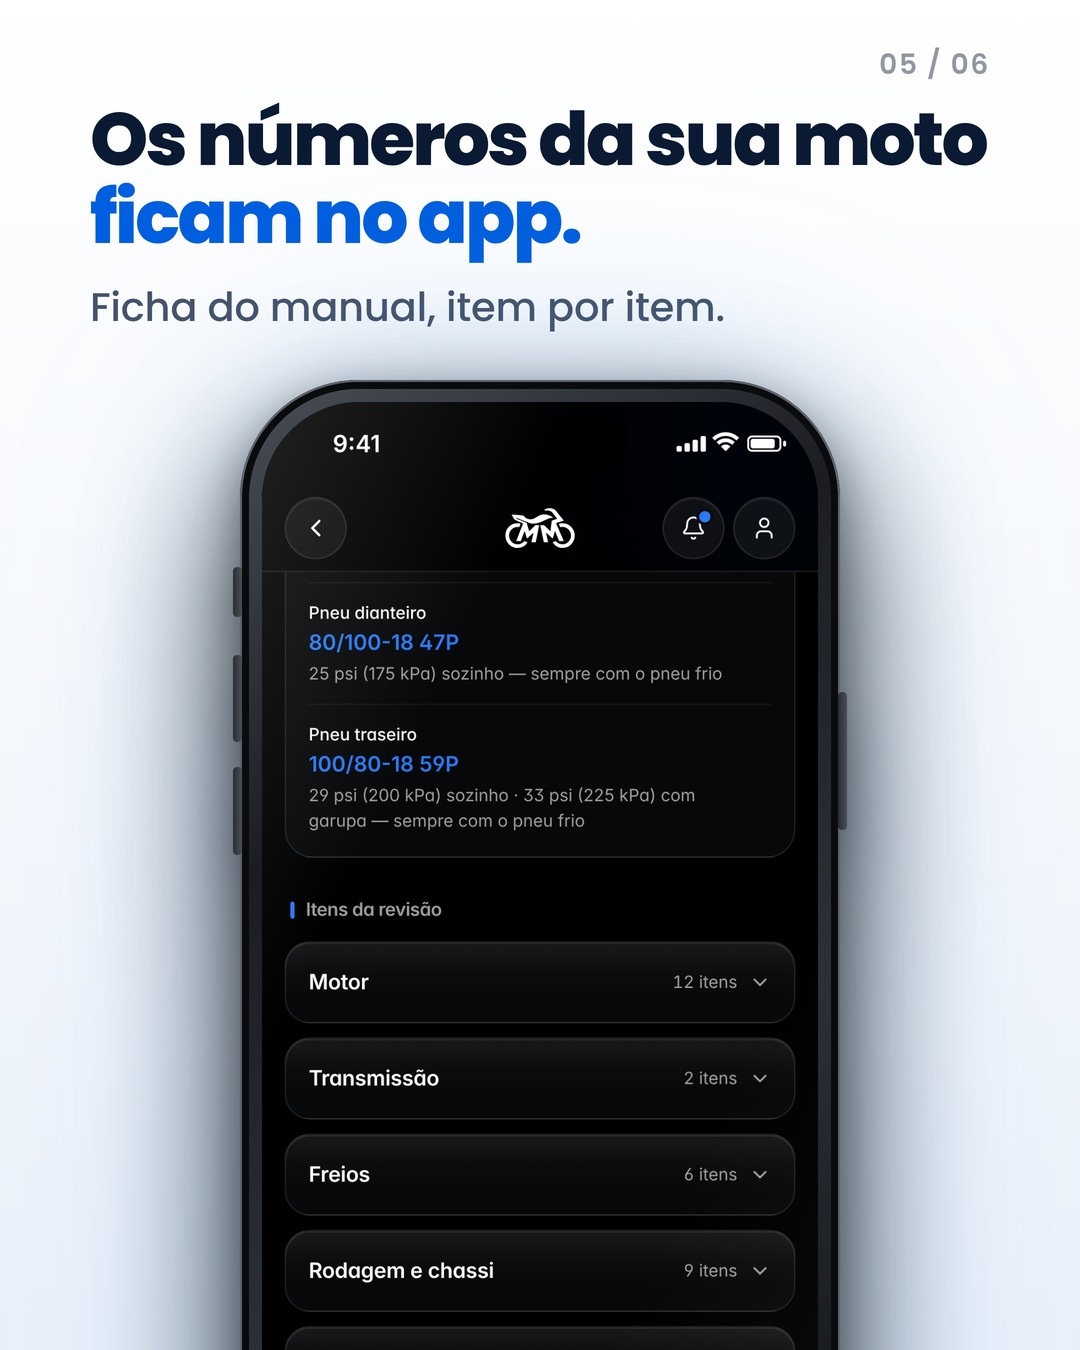 05 / 06
Os números da sua moto
ficam no app.
Ficha do manual, item por item.
9:41
MM
Pneu dianteiro
80/100-18 47P
25 psi (175 kPa) sozinho — sempre com o pneu frio
Pneu traseiro
100/80-18 59P
29 psi (200 kPa) sozinho · 33 psi (225 kPa) com
garupa — sempre com o pneu frio
Itens da revisão
Motor 12 itens
Transmissão 2 itens
Freios 6 itens
Rodagem e chassi 9 itens